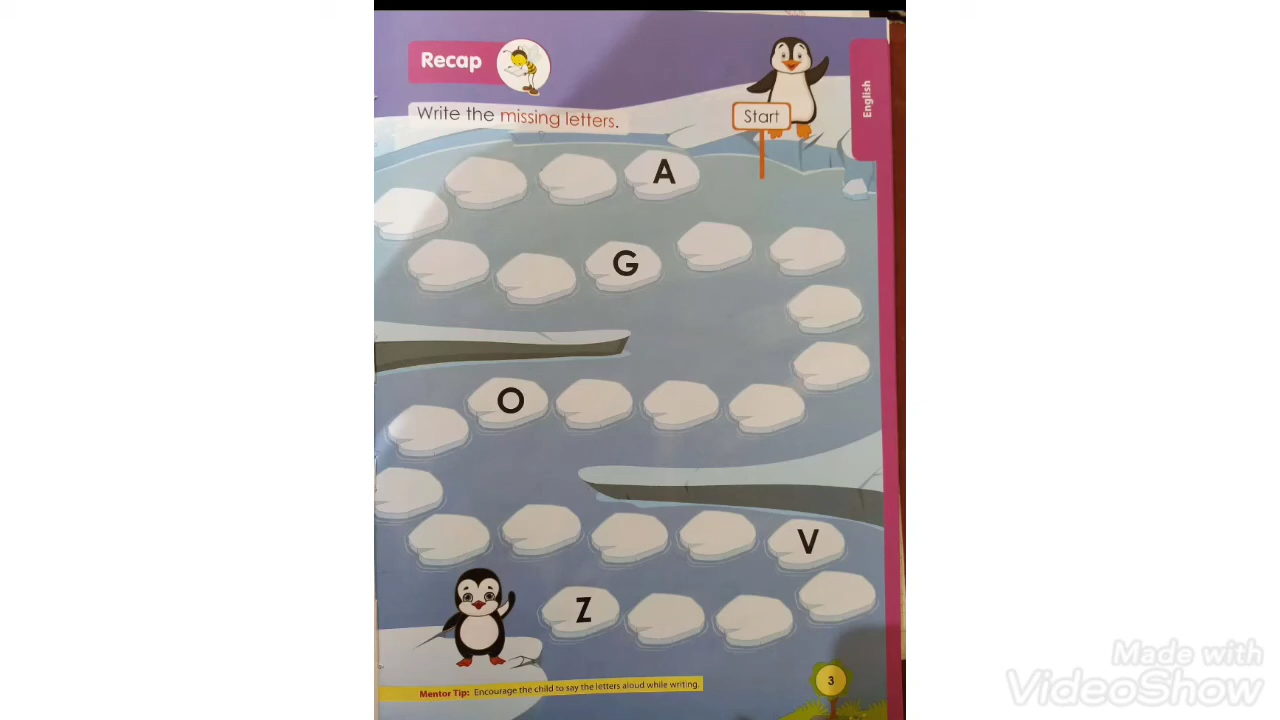 Recap
English
Write the missing letters.
Start
A
G
O
V
Z
Mentor Tip: Encourage the child to say the letters aloud while writing.
3
Made with
VideoShow